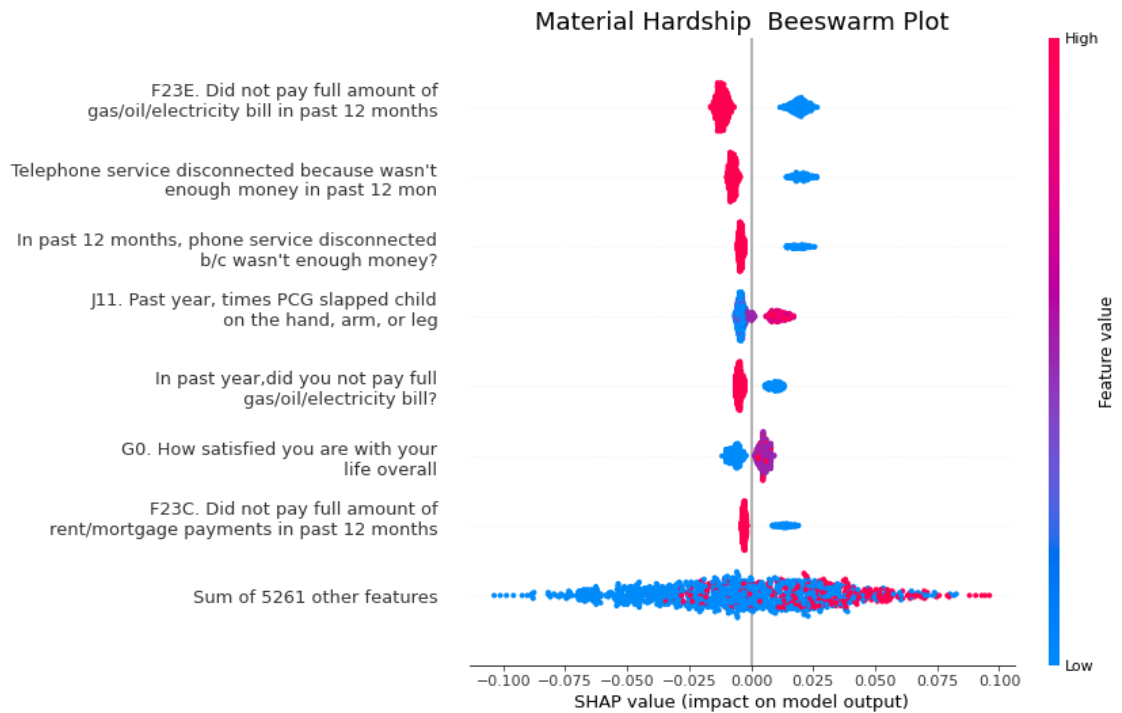 Material Hardship  Beeswarm Plot
High
F23E. Did not pay full amount of
gas/oil/electricity bill in past 12 months
Telephone service disconnected because wasn't
enough money in past 12 mon
In past 12 months, phone service disconnected
b/c wasn't enough money?
J11. Past year, times PCG slapped child
on the hand, arm, or leg
In past year,did you not pay full
gas/oil/electricity bill?
G0. How satisfied you are with your
life overall
F23C. Did not pay full amount of
rent/mortgage payments in past 12 months
Sum of 5261 other features
Feature value
Low
−0.100 −0.075 −0.050 −0.025 0.000 0.025 0.050 0.075 0.100
SHAP value (impact on model output)